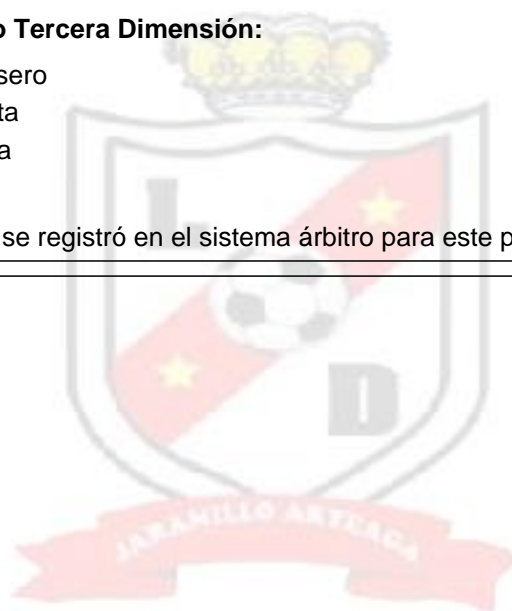 o Tercera Dimensión:
sero
ta
a
se registró en el sistema árbitro para este p
L
D
D
JARAMILLO ARTEAGA